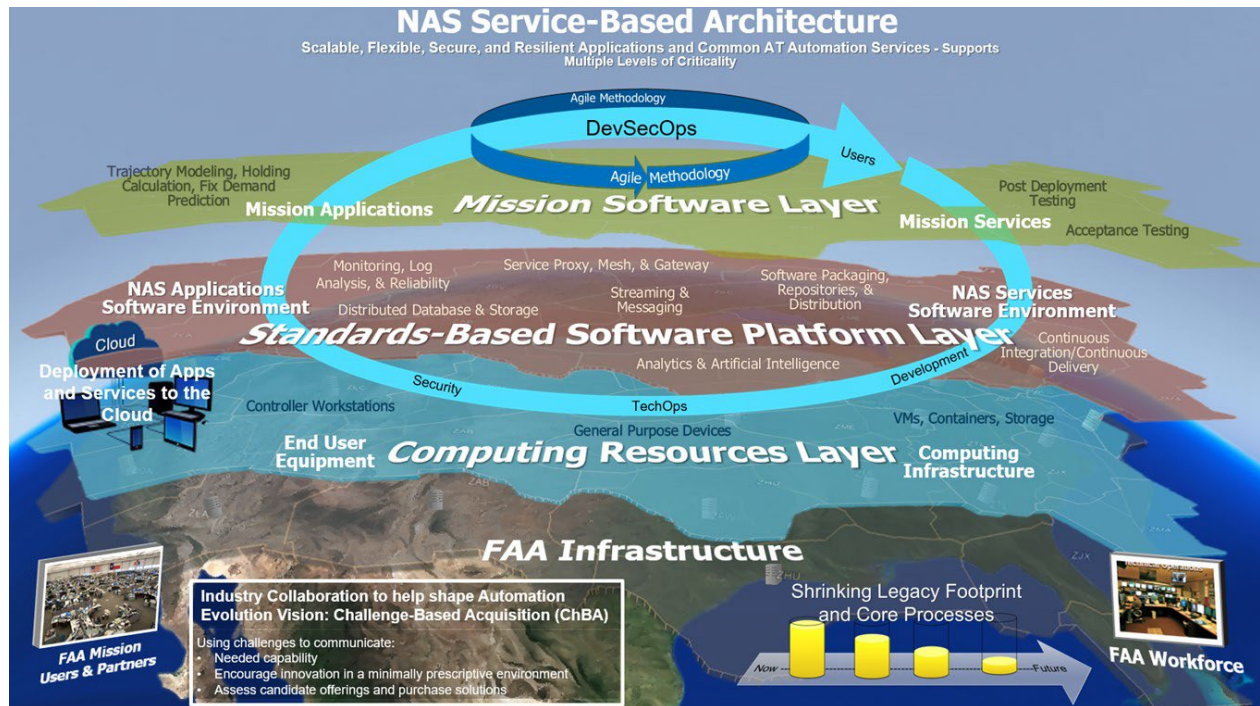 NAS Service-Based Architecture
Scalable, Flexible, Secure, and Resilient Applications and Common AT Automation Services - Supports
Multiple Levels of Criticality
Agile Methodology
DevSecOps
Agile Methodology
Users
Trajectory Modeling, Holding
Calculation, Fix Demand
Prediction
Mission Applications
Mission Software Layer
Mission Services
Post Deployment
Testing
Acceptance Testing
Monitoring, Log
Analysis, & Reliability
Service Proxy, Mesh, & Gateway
Software Packaging,
Repositories, &
Distribution
NAS Applications
Software Environment
Distributed Database & Storage
Streaming &
Messaging
NAS Services
Software Environment
Standards-Based Software Platform Layer
Cloud
Deployment of Apps
and Services to the
Cloud
Analytics & Artificial Intelligence
Continuous
Integration/Continuous
Delivery
Security
TechOps
Development
Controller Workstations
General Purpose Devices
VMs, Containers, Storage
End User
Equipment
Computing Resources Layer
Computing
Infrastructure
ZLA
ZAB
ZHU
ZJX
FAA Infrastructure
Industry Collaboration to help shape Automation
Evolution Vision: Challenge-Based Acquisition (ChBA)
Using challenges to communicate:
• Needed capability
• Encourage innovation in a minimally prescriptive environment
• Assess candidate offerings and purchase solutions
Shrinking Legacy Footprint
and Core Processes
Now
Future
FAA Mission
Users & Partners
FAA Workforce